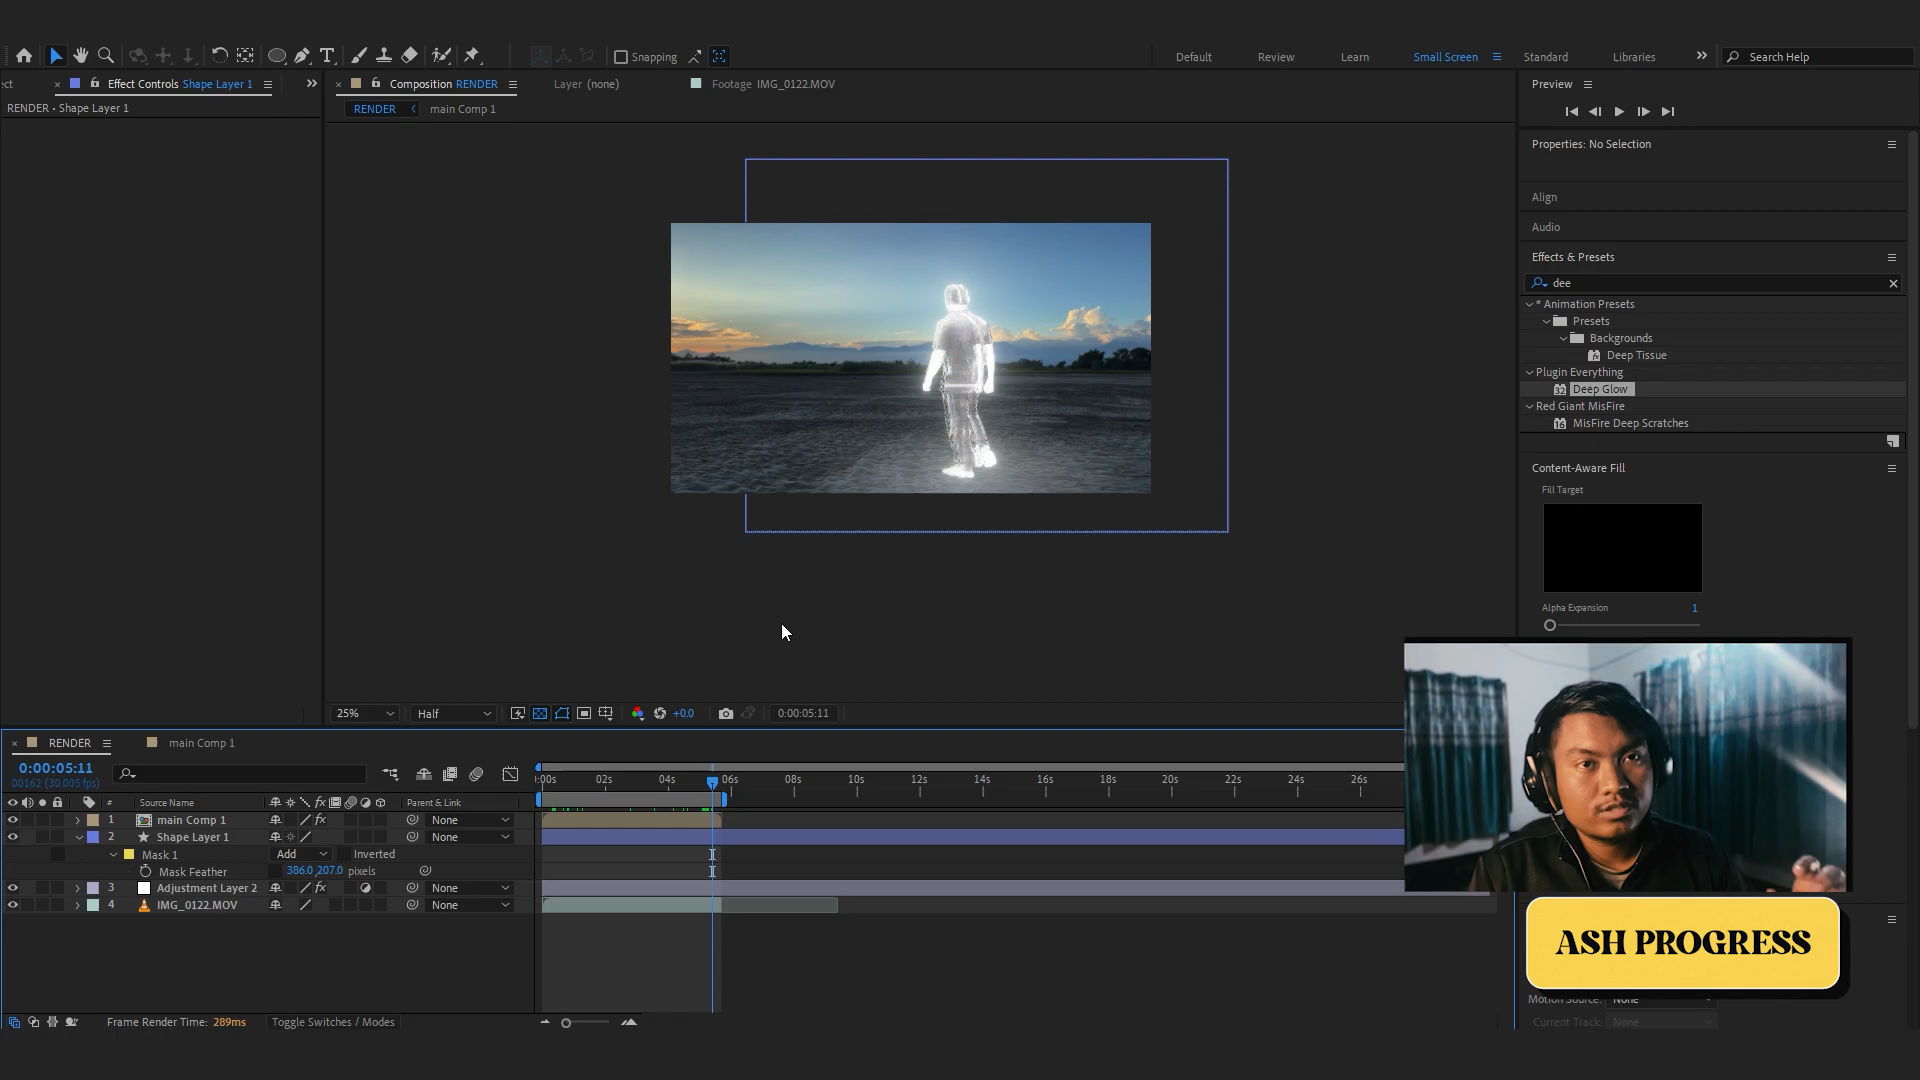 Snapping
Default
Review
Learn
Small Screen
Standard
Libraries
Search Help
ct
Effect Controls Shape Layer 1
RENDER • Shape Layer 1
Composition RENDER
Layer (none)
Footage IMG_0122.MOV
RENDER
main Comp 1
Preview
Properties: No Selection
Align
Audio
Effects & Presets
dee
* Animation Presets
Presets
Backgrounds
Deep Tissue
Plugin Everything
32 Deep Glow
Red Giant MisFire
16 MisFire Deep Scratches
Content-Aware Fill
Fill Target
Alpha Expansion 1
25%
Half
+0.0
0:00:05:11
RENDER
main Comp 1
0:00:05:11
00162 (30.005 fps)
:00s 02s 04s 06s 08s 10s 12s 14s 16s 18s 20s 22s 24s 26s
# Source Name fx Parent & Link
1 main Comp 1 fx None
2 Shape Layer 1 None
Mask 1 Add Inverted
Mask Feather 386.0,207.0 pixels
3 Adjustment Layer 2 fx None
4 IMG_0122.MOV None
ASH PROGRESS
Motion Source: None
Current Track: None
Frame Render Time: 289ms
Toggle Switches / Modes